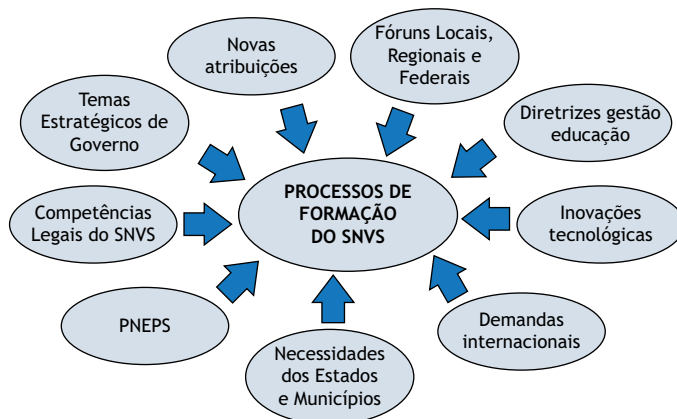 Novas
atribuições
Fóruns Locais,
Regionais e
Federais
Temas
Estratégicos de
Governo
Diretrizes gestão
educação
PROCESSOS DE
FORMAÇÃO
DO SNVS
Competências
Legais do SNVS
Inovações
tecnológicas
PNEPS
Demandas
internacionais
Necessidades
dos Estados
e Municípios